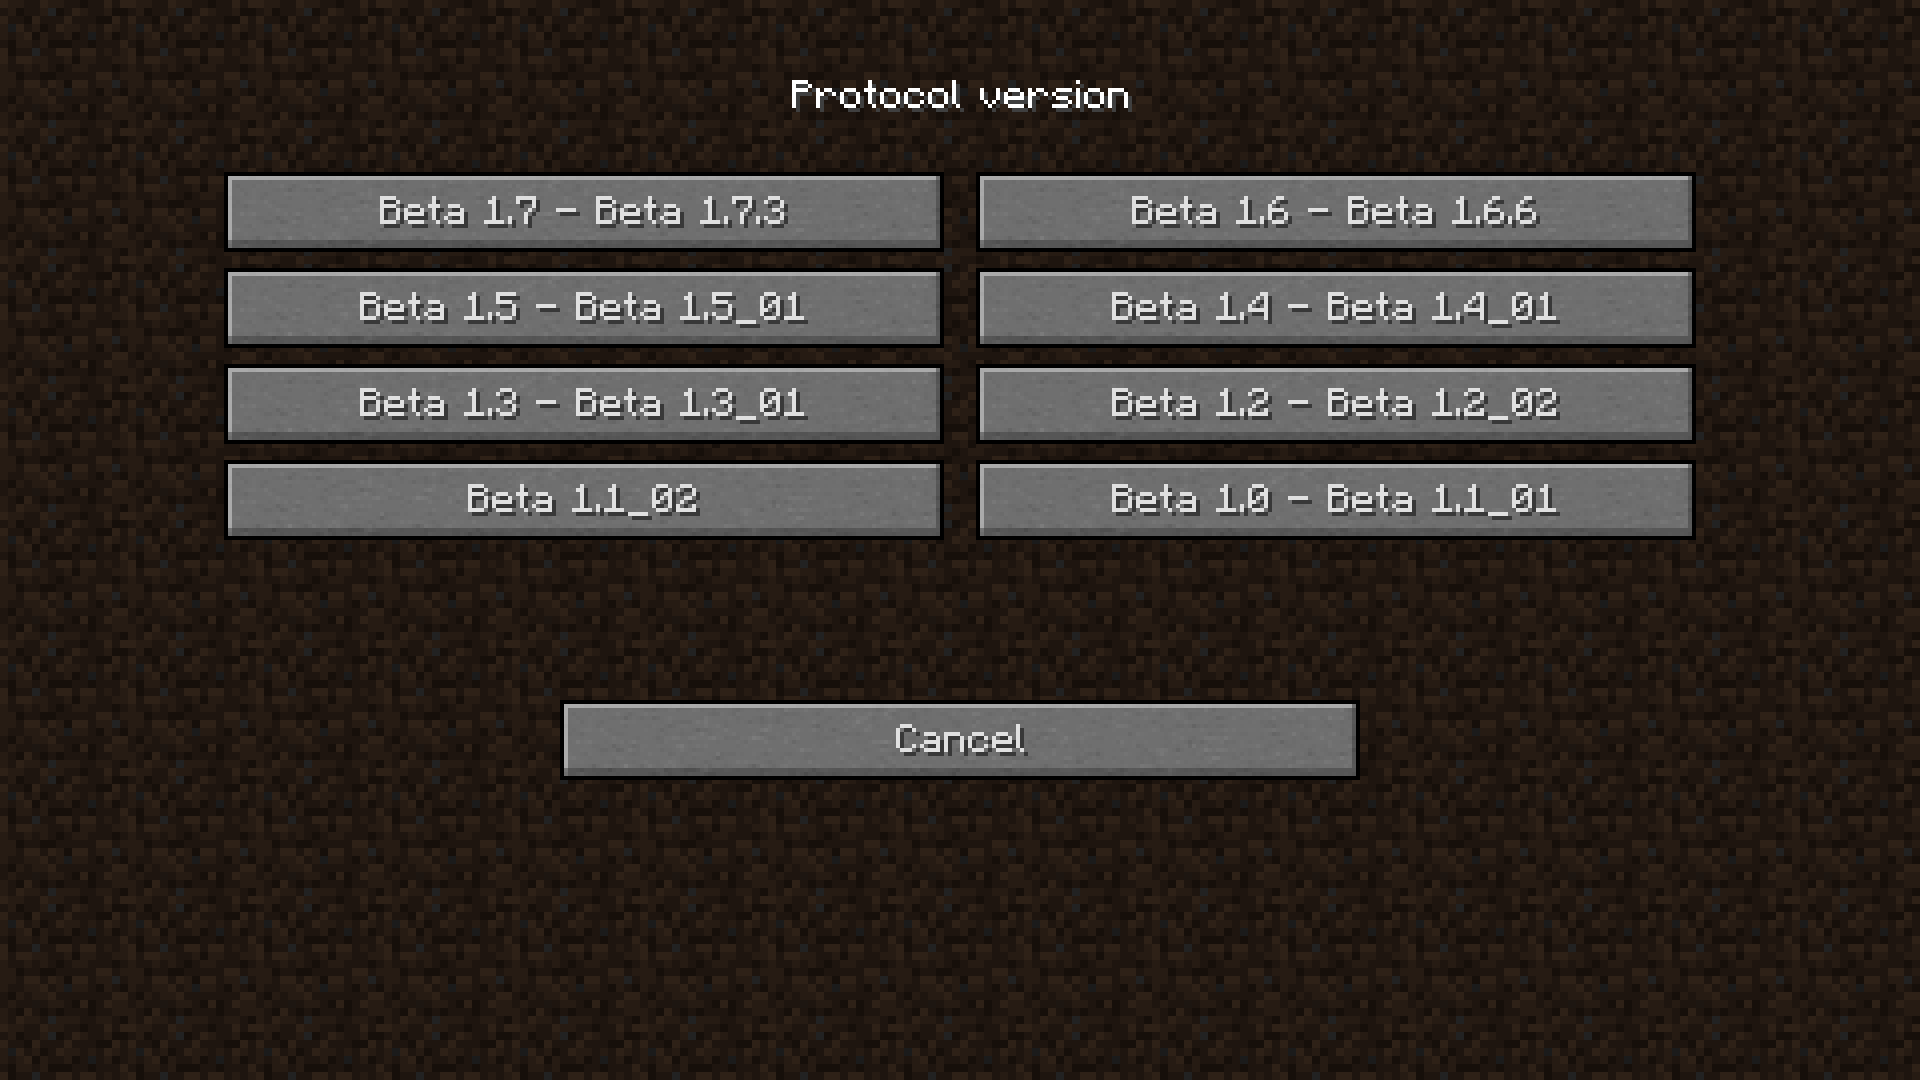 Protocol version
Beta 1.7 - Beta 1.7.3
Beta 1.6 - Beta 1.6.6
Beta 1.5 - Beta 1.5_01
Beta 1.4 - Beta 1.4_01
Beta 1.3 - Beta 1.3_01
Beta 1.2 - Beta 1.2_02
Beta 1.1_02
Beta 1.0 - Beta 1.1_01
Cancel